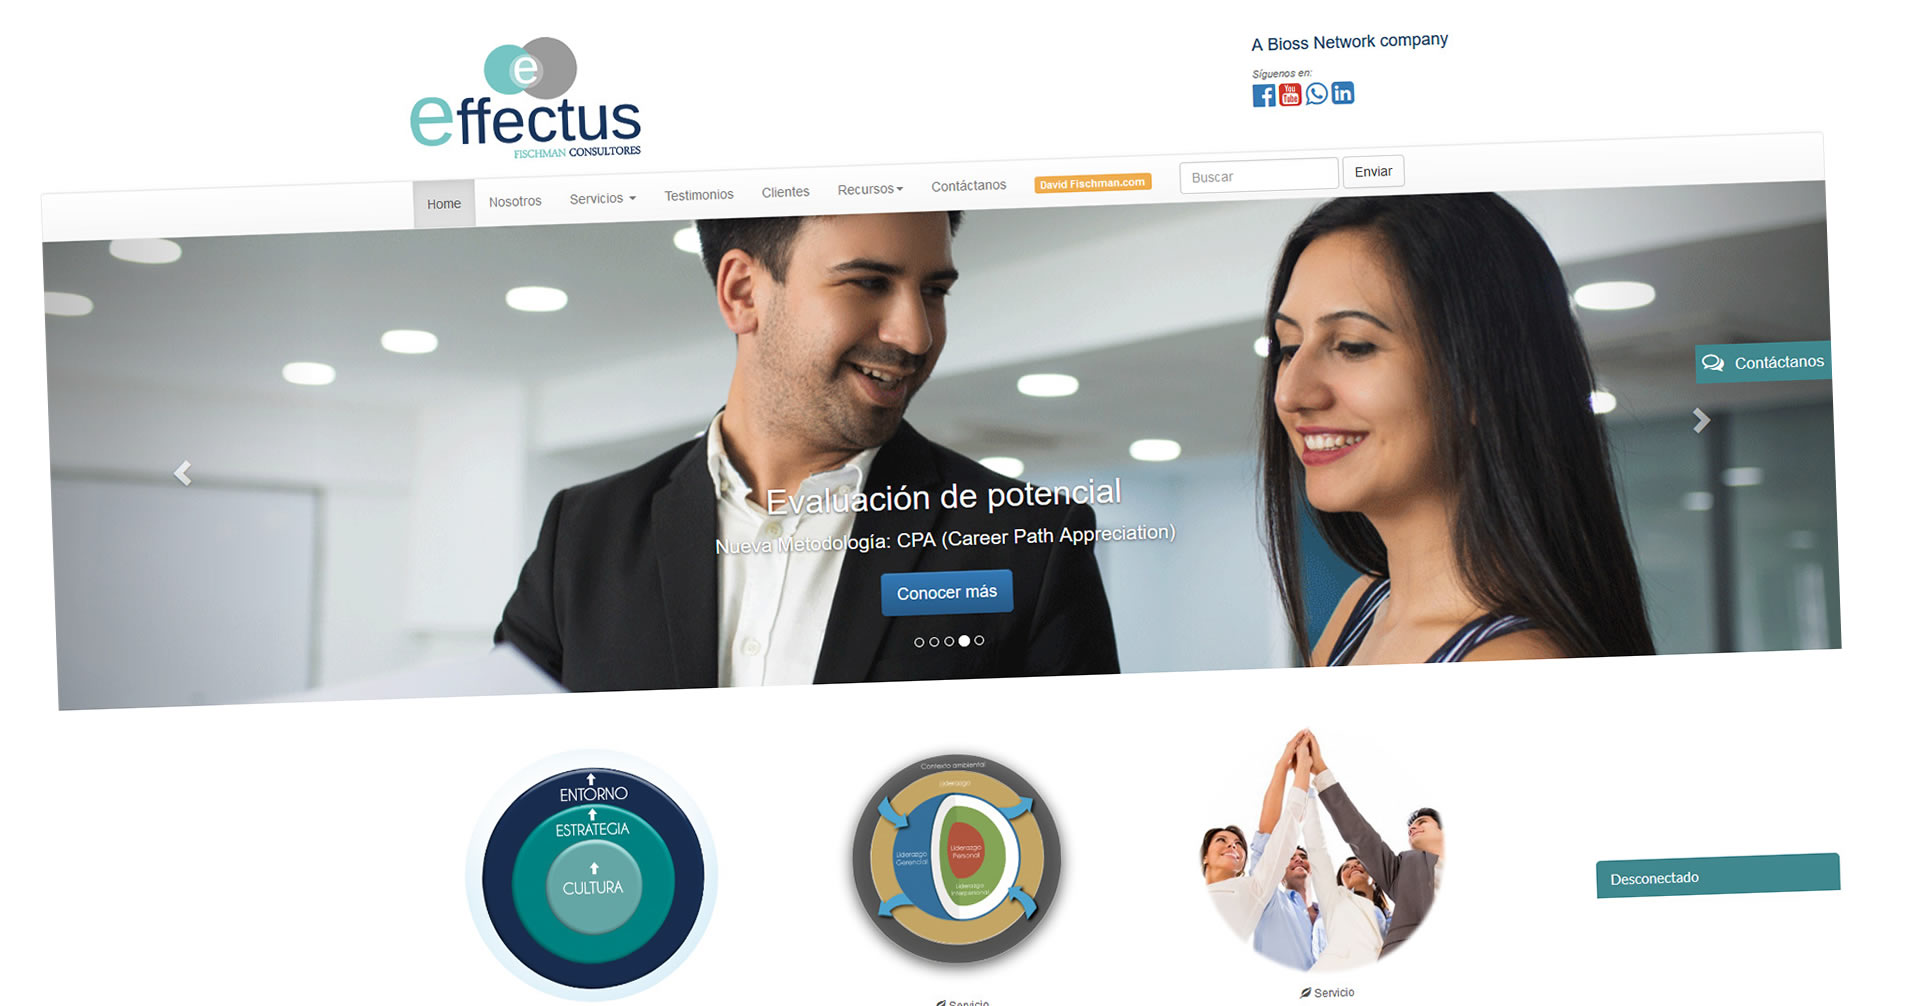 e
effectus
FISCHMAN CONSULTORES
A Bioss Network company
Síguenos en:
You Tube
in
Home Nosotros Servicios Testimonios Clientes Recursos Contáctanos David Fischman.com Buscar Enviar
Contáctanos
Evaluación de potencial
Nueva Metodología: CPA (Career Path Appreciation)
Conocer más
ENTORNO
ESTRATEGIA
CULTURA
Contexto ambiental
Liderazgo
Liderazgo
Gerencial
Liderazgo
Personal
Liderazgo
Interpersonal
Desconectado
Servicio
Servicio